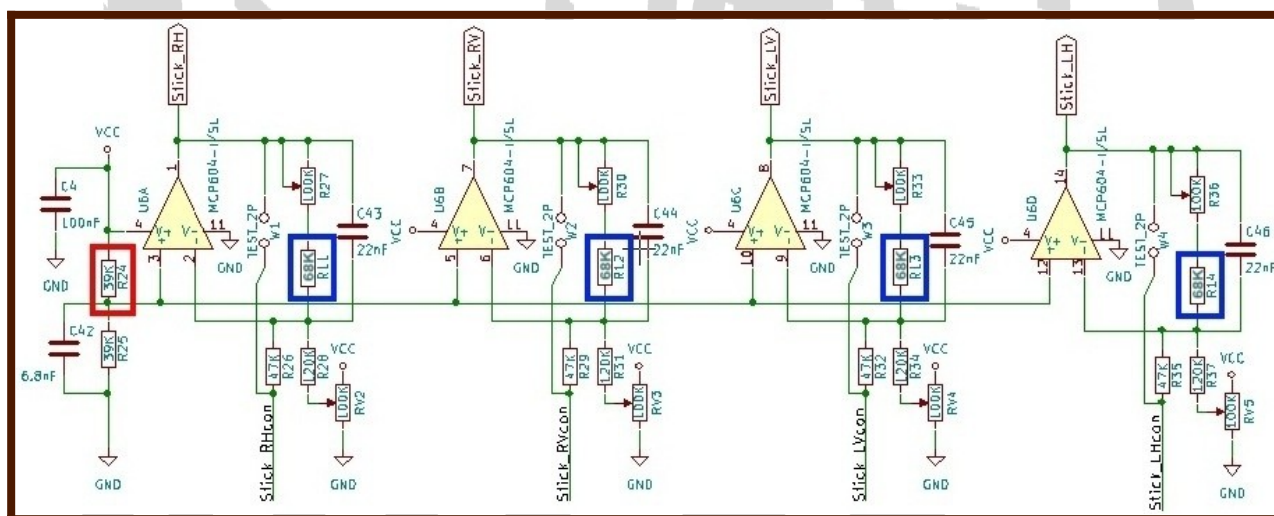 Stick_RH
VCC
C4
100nF
GND
39K
R24
C42
6.8nF
39K
R25
GND
1
U6A
MCP604-I/SL
4
V+
V-
11
3
2
GND
TEST_2P
W1
100K
R27
68K
R11
C43
22nF
47K
R26
120K
R28
VCC
100K
RV2
GND
Stick_RHcon
Stick_RV
7
U6B
MCP604-I/SL
VCC
4
V+
V-
11
5
6
GND
TEST_2P
W2
100K
R30
68K
R12
C44
22nF
47K
R29
120K
R31
VCC
100K
RV3
GND
Stick_RVcon
Stick_LV
8
U6C
MCP604-I/SL
VCC
4
V+
V-
11
10
9
GND
TEST_2P
W3
100K
R33
68K
R13
C45
22nF
47K
R32
120K
R34
VCC
100K
RV4
GND
Stick_LVcon
Stick_LH
14
U6D
MCP604-I/SL
VCC
4
V+
V-
11
12
13
GND
TEST_2P
W4
100K
R36
68K
R14
C46
22nF
47K
R35
120K
R37
VCC
100K
RV5
GND
Stick_LHcon